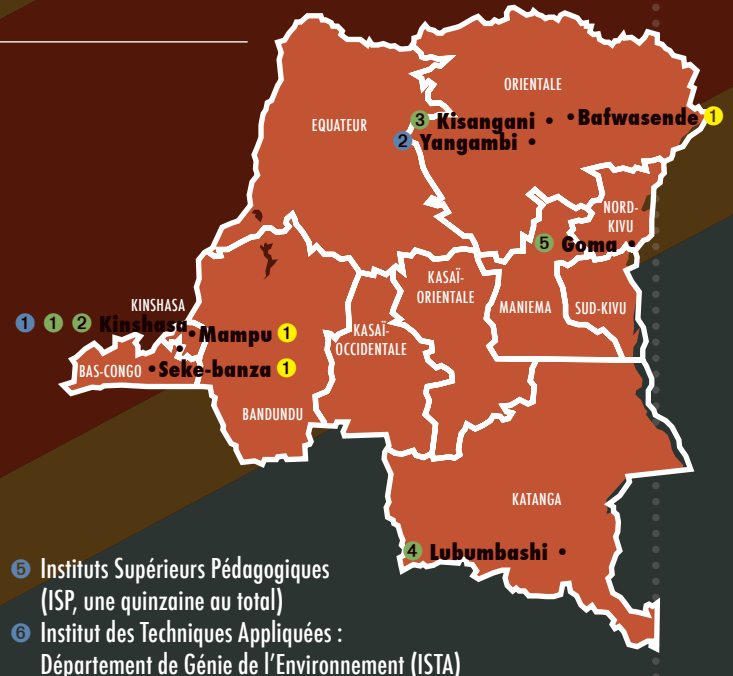 ORIENTALE
EQUATEUR
3 Kisangani • •Bafwasende 1
2 Yangambi •
NORD-
KIVU
5 Goma •
KASAÏ-
ORIENTALE
MANIEMA
SUD-KIVU
KINSHASA
1 1 2 Kinshasa
•Mampu 1
KASAÏ-
OCCIDENTALE
BAS-CONGO •Seke-banza 1
BANDUNDU
KATANGA
4 Lubumbashi •
5 Instituts Supérieurs Pédagogiques
(ISP, une quinzaine au total)
6 Institut des Techniques Appliquées :
Département de Génie de l'Environnement (ISTA)